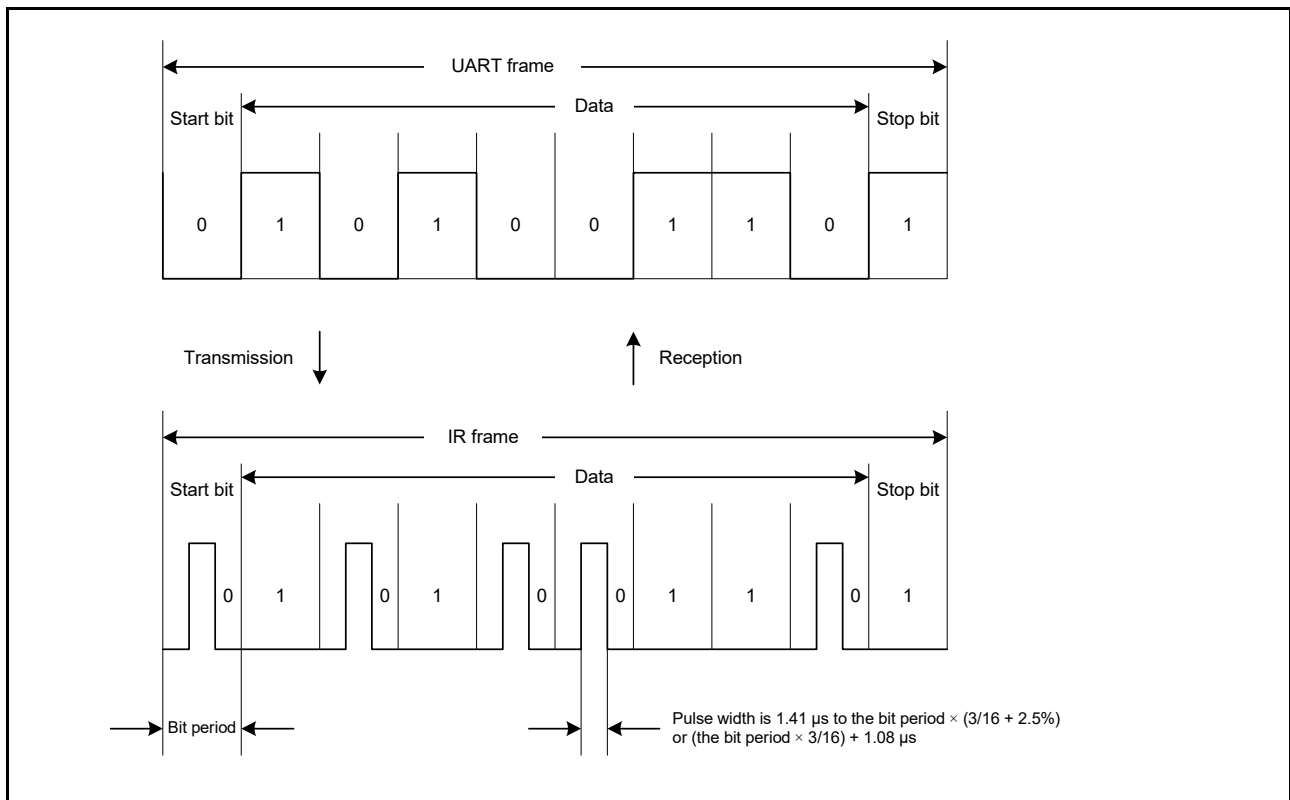 UART frame
Data
Start bit
Stop bit
0 1 0 1 0 0 1 1 0 1
Transmission
Reception
IR frame
Data
Start bit
Stop bit
0 1 0 1 0 0 1 1 0 1
Bit period
Pulse width is 1.41 µs to the bit period × (3/16 + 2.5%)
or (the bit period × 3/16) + 1.08 µs